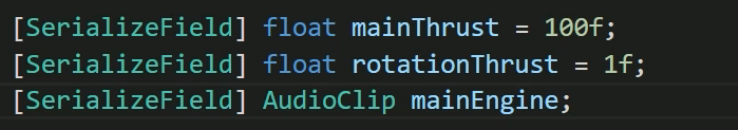 [SerializeField] float mainThrust = 100f;
[SerializeField] float rotationThrust = 1f;
[SerializeField] AudioClip mainEngine;